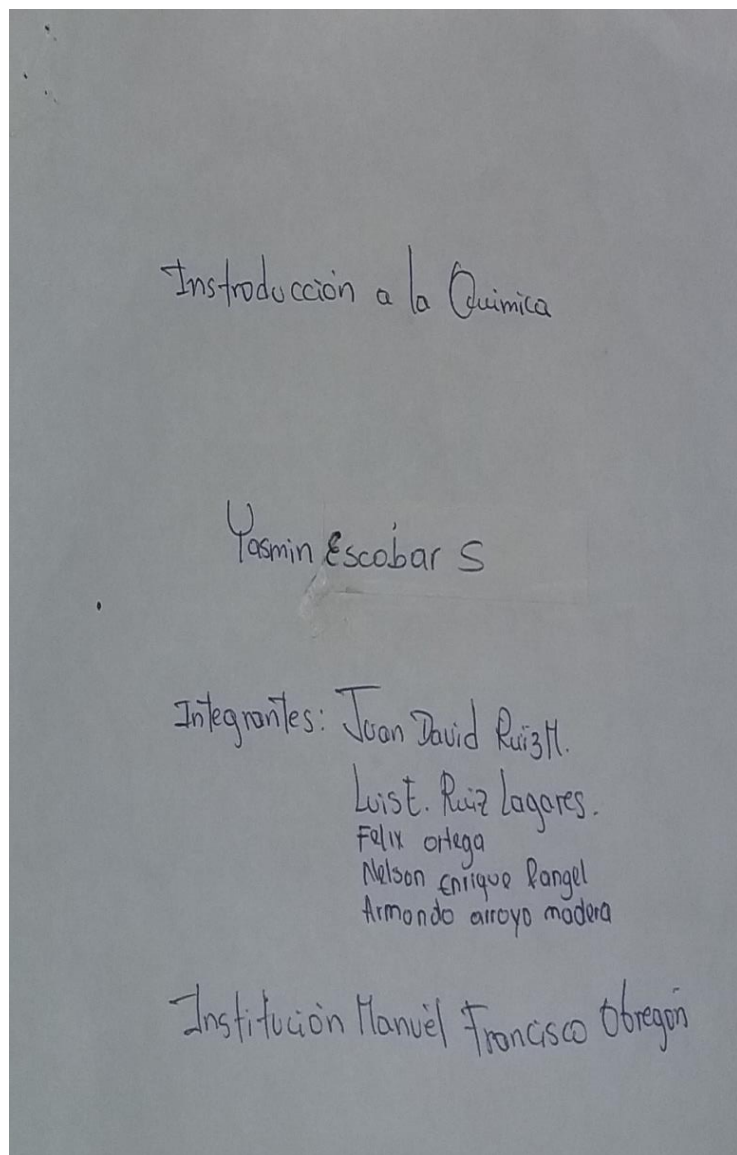 Instroducción a la Quimica
Yasmin Escobar S
Integrantes: Juan David Ruiz M.
Luis E. Ruiz Lagares.
Felix ortega
Nelson Enrique Rangel
Armando arroyo madera
Institución Manuel Francisco Obregón